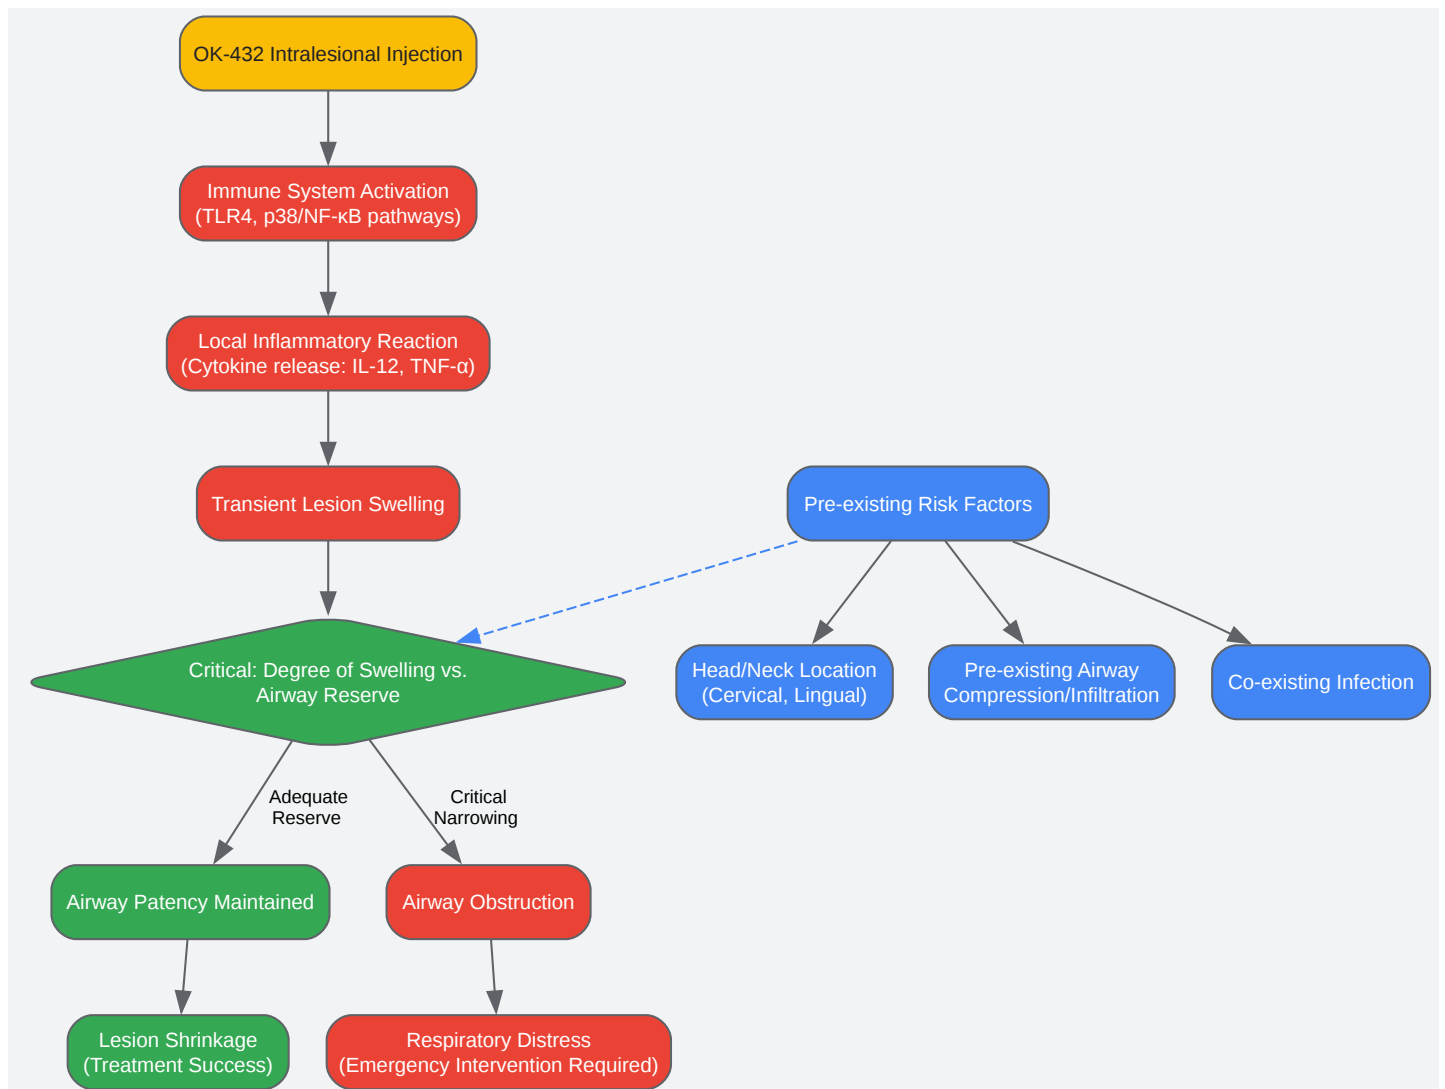 OK-432 Intralesional Injection
Immune System Activation
(TLR4, p38/NF-κB pathways)
Local Inflammatory Reaction
(Cytokine release: IL-12, TNF-α)
Transient Lesion Swelling
Pre-existing Risk Factors
Critical: Degree of Swelling vs.
Airway Reserve
Head/Neck Location
(Cervical, Lingual)
Pre-existing Airway
Compression/Infiltration
Co-existing Infection
Adequate
Reserve
Critical
Narrowing
Airway Patency Maintained
Airway Obstruction
Lesion Shrinkage
(Treatment Success)
Respiratory Distress
(Emergency Intervention Required)